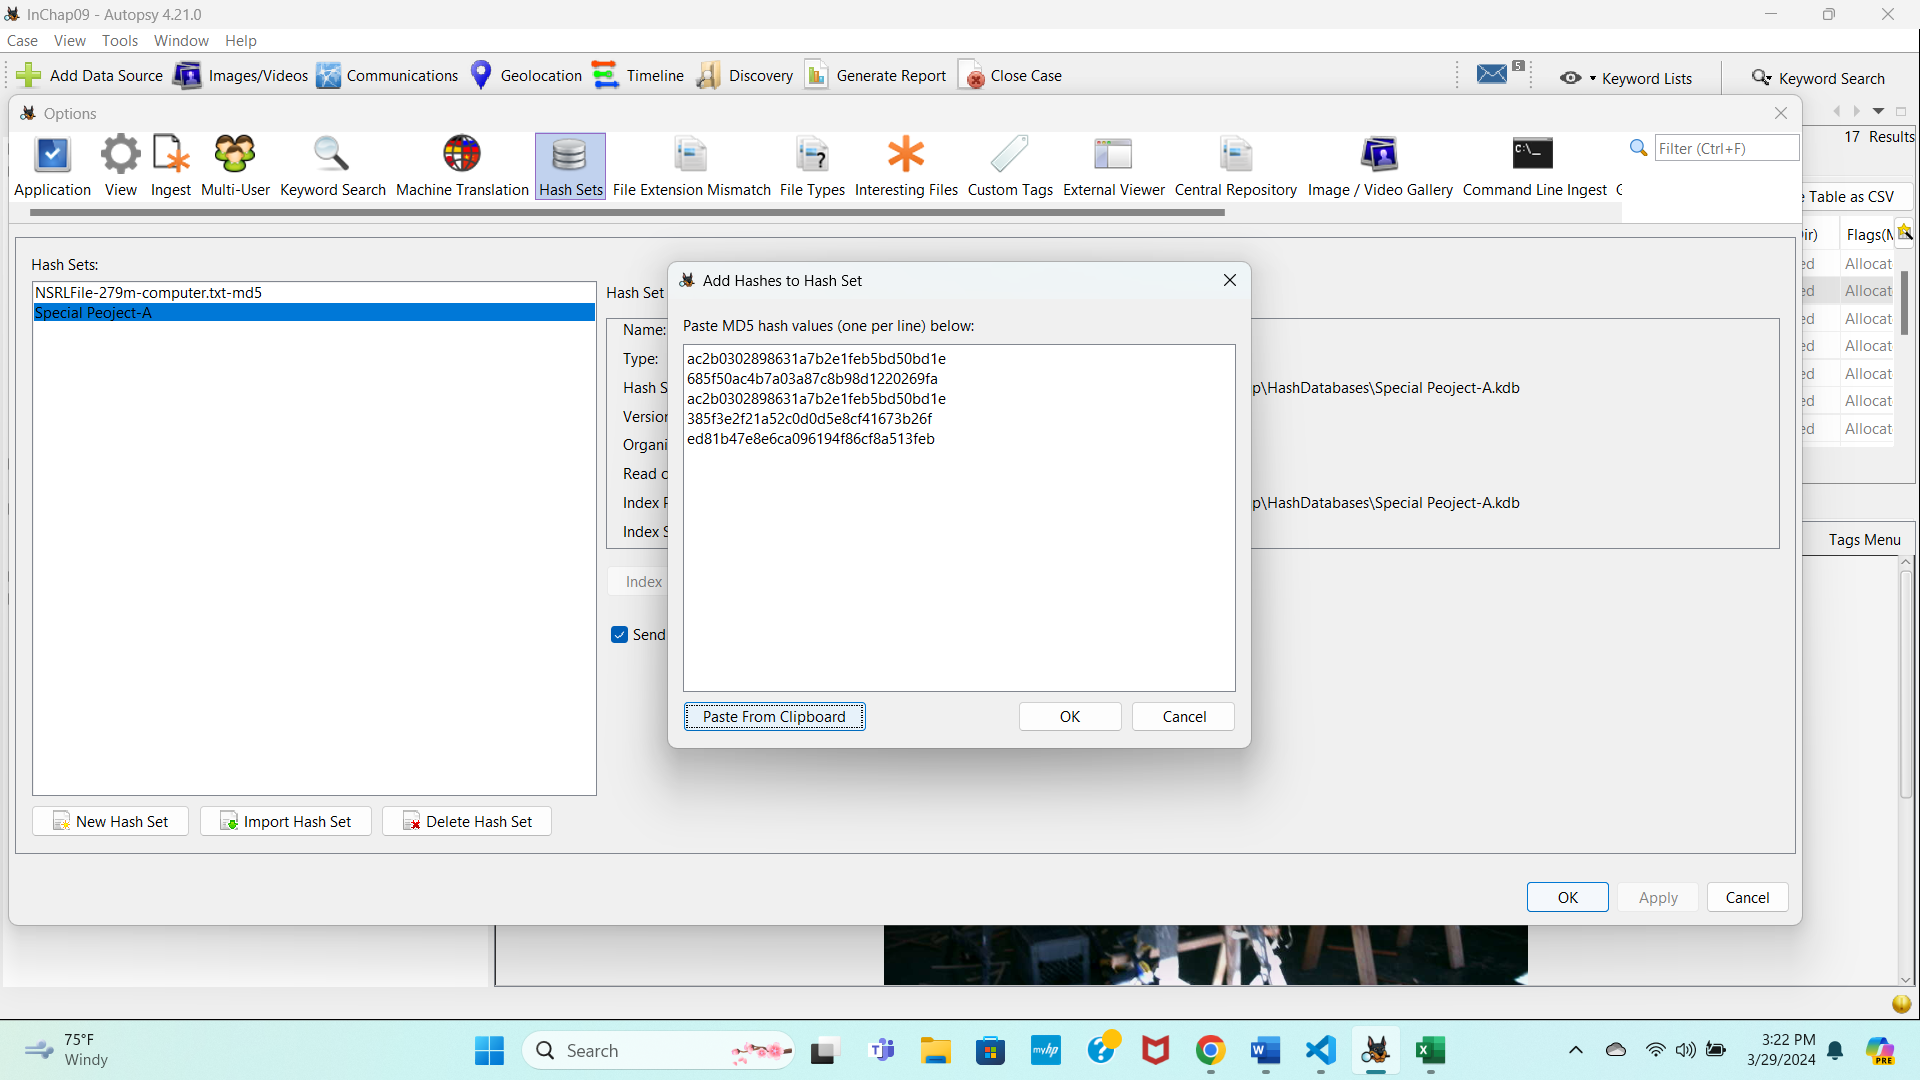 InChap09 - Autopsy 4.21.0
Case View Tools Window Help
Add Data Source Images/Videos Communications Geolocation Timeline Discovery Generate Report Close Case 5 Keyword Lists Keyword Search
Options
17 Results
Application View Ingest Multi-User Keyword Search Machine Translation Hash Sets File Extension Mismatch File Types Interesting Files Custom Tags External Viewer Central Repository Image / Video Gallery Command Line Ingest
C:\_
Filter (Ctrl+F)
e Table as CSV
ir) Flags(M
ed Allocat
ed Allocat
ed Allocat
ed Allocat
ed Allocat
ed Allocat
ed Allocat
Tags Menu
Hash Sets:
NSRLFile-279m-computer.txt-md5
Special Peoject-A
New Hash Set Import Hash Set Delete Hash Set
Hash Set
Name:
Type:
Hash S p\HashDatabases\Special Peoject-A.kdb
Version
Organi
Read o
Index P p\HashDatabases\Special Peoject-A.kdb
Index S
Index
Send
Add Hashes to Hash Set
Paste MD5 hash values (one per line) below:
ac2b0302898631a7b2e1feb5bd50bd1e
685f50ac4b7a03a87c8b98d1220269fa
ac2b0302898631a7b2e1feb5bd50bd1e
385f3e2f21a52c0d0d5e8cf41673b26f
ed81b47e8e6ca096194f86cf8a513feb
Paste From Clipboard OK Cancel
OK Apply Cancel
75°F
Windy
Search
myhp
3:22 PM
3/29/2024
PRE